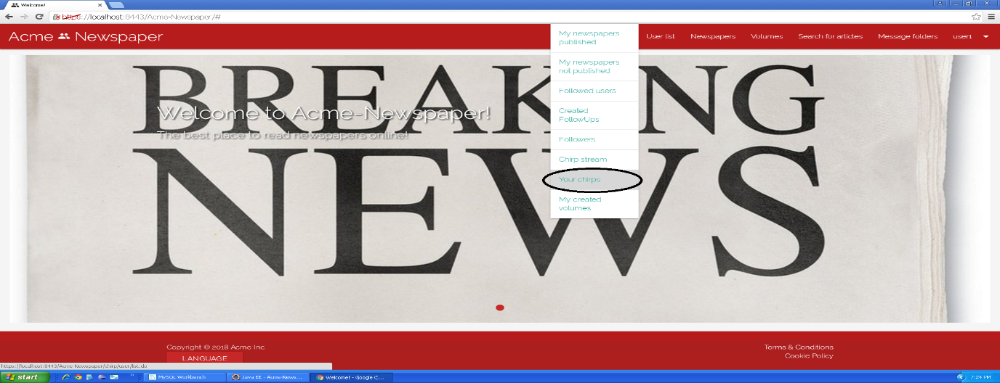 Welcome!
https://localhost:8443/Acme-Newspaper/#
Acme Newspaper
User list
Newspapers
Volumes
Search for articles
Message folders
user1
My newspapers
published
My newspapers
not published
Followed users
Created
FollowUps
Followers
Chirp stream
Your chirps
My created
volumes
BREAKING
NEWS
Welcome to Acme-Newspaper!
The best place to read newspapers online!
Copyright © 2018 Acme Inc
LANGUAGE
Terms & Conditions
Cookie Policy
https://localhost:8443/Acme-Newspaper/chirp/user/list.do
start
MySQL Workbench
Java EE - Acme-News...
Welcome! - Google C...
7:24 PM